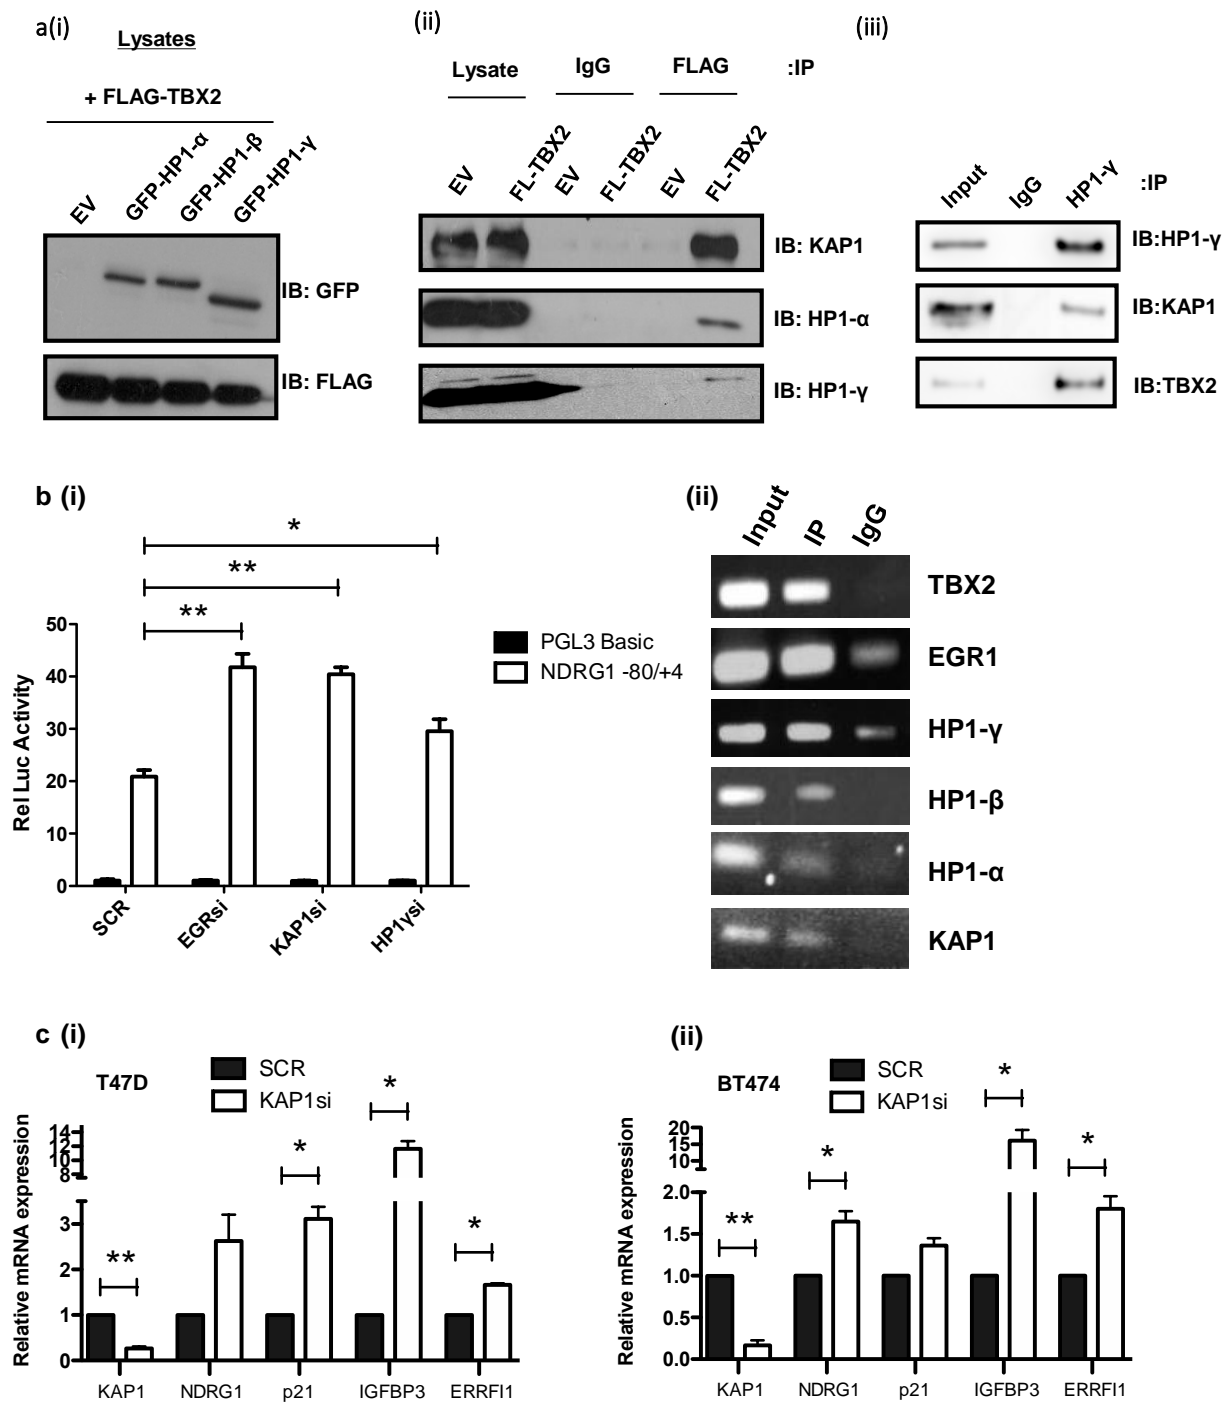 a(i)
Lysates
+ FLAG-TBX2
EV
GFP-HP1-α
GFP-HP1-β
GFP-HP1-γ
IB: GFP
IB: FLAG
(ii)
Lysate
IgG
FLAG
:IP
EV
FL-TBX2
EV
FL-TBX2
EV
FL-TBX2
IB: KAP1
IB: HP1-α
IB: HP1-γ
(iii)
Input
IgG
HP1-γ
:IP
IB:HP1-γ
IB:KAP1
IB:TBX2
b (i)
*
**
**
Rel Luc Activity
50
40
30
20
10
0
SCR
EGRsi
KAP1si
HP1γsi
PGL3 Basic
NDRG1 -80/+4
(ii)
Input
IP
IgG
TBX2
EGR1
HP1-γ
HP1-β
HP1-α
KAP1
c (i)
T47D
SCR
KAP1si
Relative mRNA expression
14
12
10
8
3
2
1
0
**
*
*
*
KAP1
NDRG1
p21
IGFBP3
ERRFI1
(ii)
BT474
SCR
KAP1si
Relative mRNA expression
20
15
10
2.0
1.5
1.0
0.5
0.0
**
*
*
*
KAP1
NDRG1
p21
IGFBP3
ERRFI1